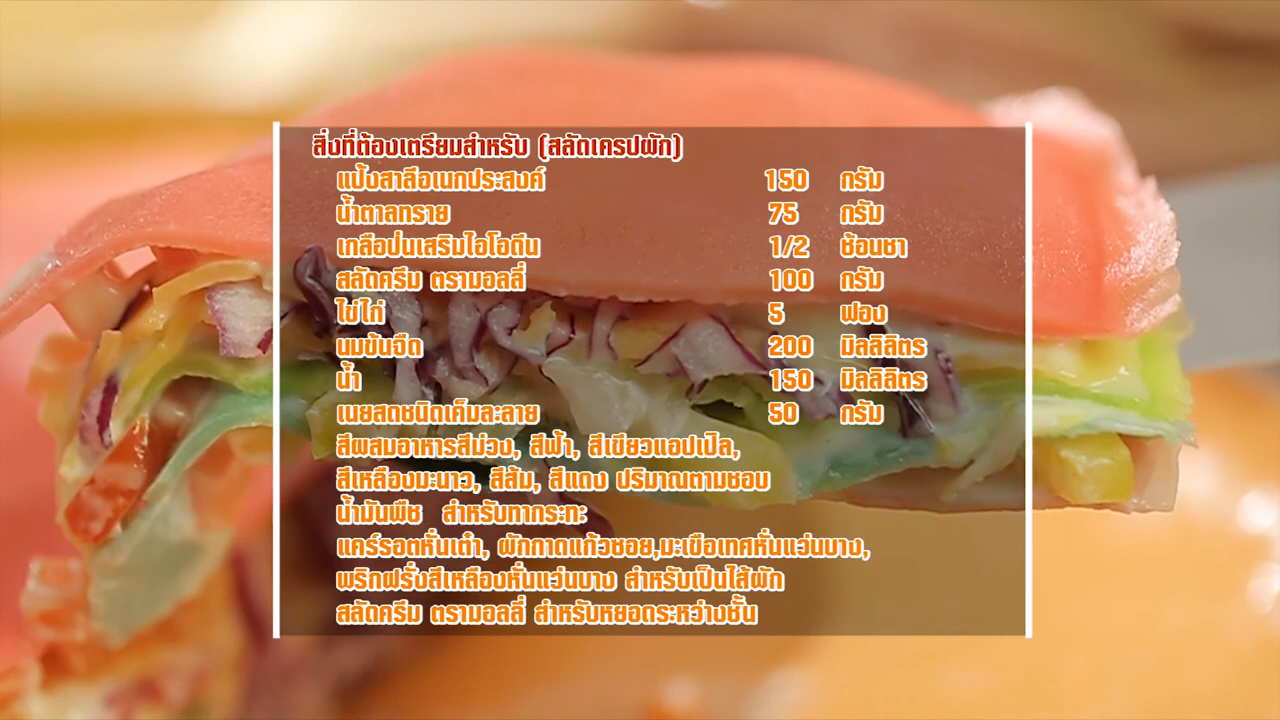 สิ่งที่ต้องเตรียมสำหรับ (สลัดเครปผัก)
แป้งสาลีอเนกประสงค์ 150 กรัม
น้ำตาลทราย 75 กรัม
เกลือป่นเสริมไอโอดีน 1/2 ช้อนชา
สลัดครีม ตรามอลลี่ 100 กรัม
ไข่ไก่ 5 ฟอง
นมข้นจืด 200 มิลลิลิตร
น้ำ 150 มิลลิลิตร
เนยสดชนิดเค็มละลาย 50 กรัม
สีผสมอาหารสีม่วง, สีฟ้า, สีเขียวแอปเปิล,
สีเหลืองมะนาว, สีส้ม, สีแดง ปริมาณตามชอบ
น้ำมันพืช สำหรับทากระทะ
แคร์รอตหั่นเต๋า, ผักกาดแก้วซอย,มะเขือเทศหั่นแว่นบาง,
พริกฝรั่งสีเหลืองหั่นแว่นบาง สำหรับเป็นไส้ผัก
สลัดครีม ตรามอลลี่ สำหรับหยอดระหว่างชั้น